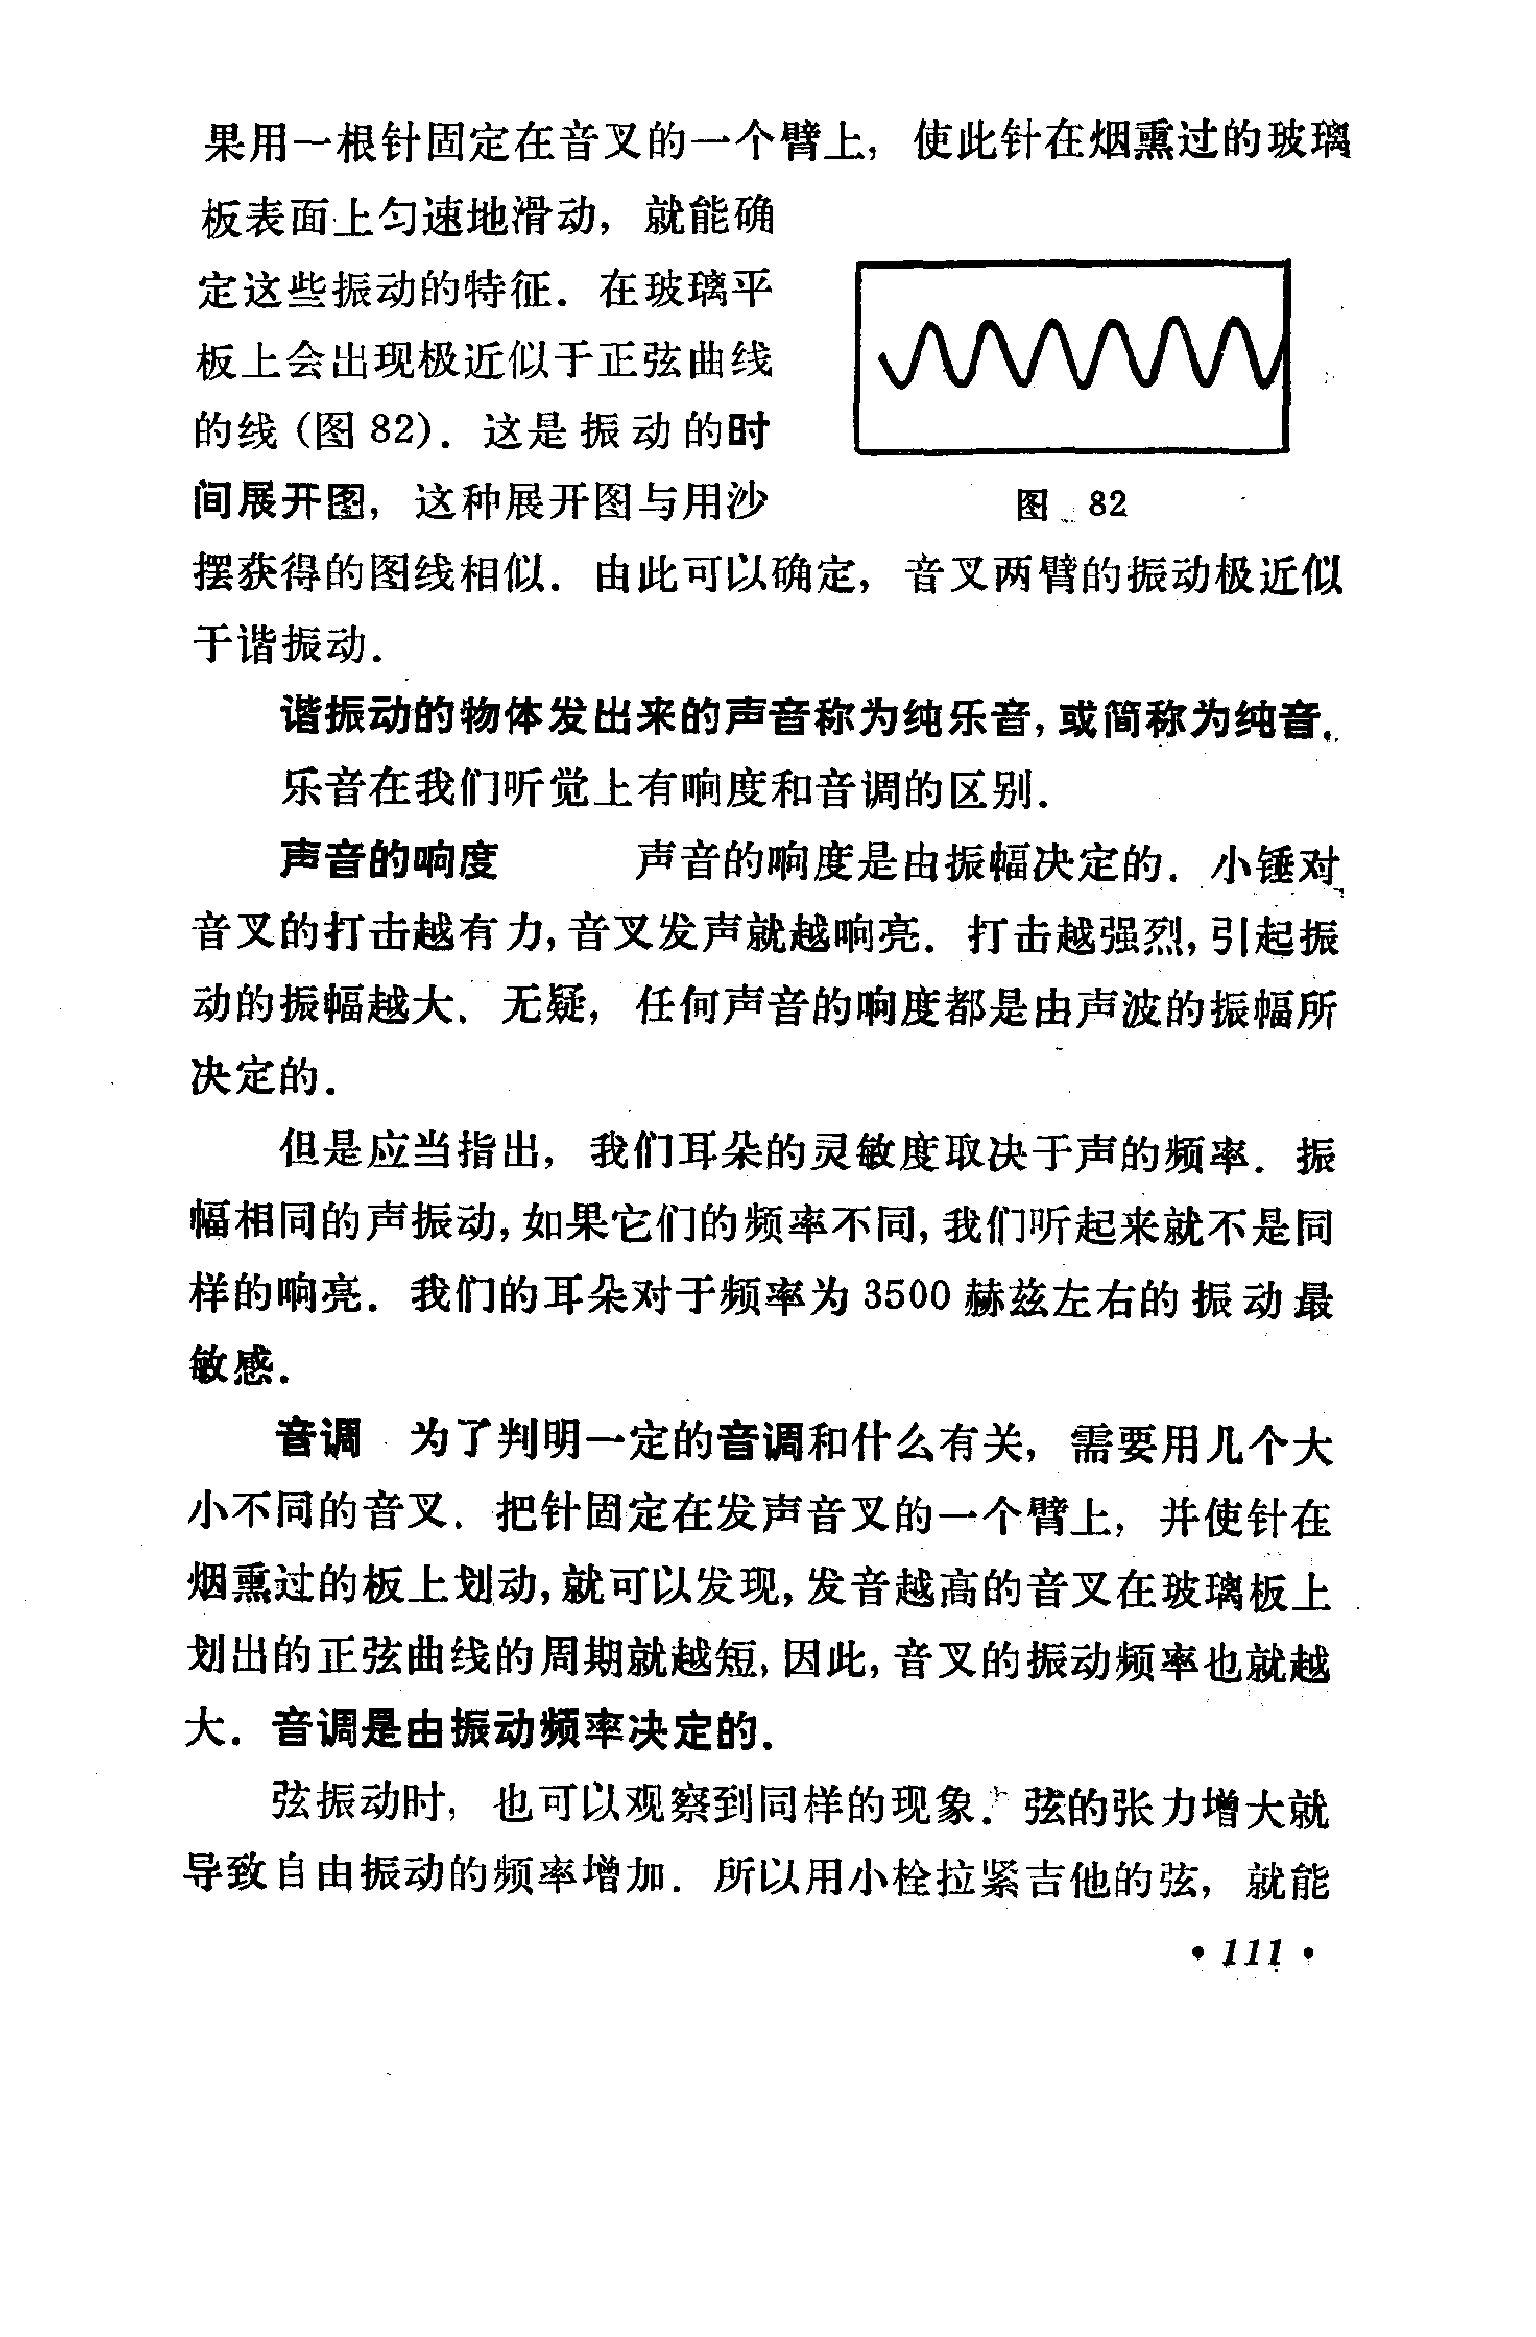 果用一根针固定在音叉的一个臂上，使此针在烟熏过的玻璃
板表面上匀速地滑动，就能确
定这些振动的特征．在玻璃平
板上会出现极近似于正弦曲线
的线（图 82）．这是振动的时
间展开图，这种展开图与用沙
图 82
摆获得的图线相似．由此可以确定，音叉两臂的振动极近似
于谐振动．
谐振动的物体发出来的声音称为纯乐音，或简称为纯音．
乐音在我们听觉上有响度和音调的区别．
声音的响度 声音的响度是由振幅决定的．小锤对
音叉的打击越有力，音叉发声就越响亮．打击越强烈，引起振
动的振幅越大．无疑，任何声音的响度都是由声波的振幅所
决定的．
但是应当指出，我们耳朵的灵敏度取决于声的频率．振
幅相同的声振动，如果它们的频率不同，我们听起来就不是同
样的响亮．我们的耳朵对于频率为 3500 赫兹左右的振动最
敏感．
音调 为了判明一定的音调和什么有关，需要用几个大
小不同的音叉．把针固定在发声音叉的一个臂上，并使针在
烟熏过的板上划动，就可以发现，发音越高的音叉在玻璃板上
划出的正弦曲线的周期就越短，因此，音叉的振动频率也就越
大．音调是由振动频率决定的．
弦振动时，也可以观察到同样的现象．弦的张力增大就
导致自由振动的频率增加．所以用小栓拉紧吉他的弦，就能
• 111 •